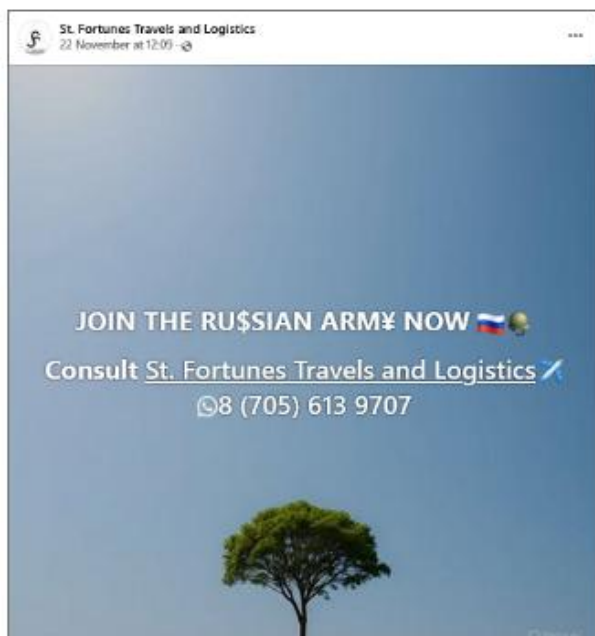 St. Fortunes Travels and Logistics
22 November at 12:09 ·
JOIN THE RU$SIAN ARM¥ NOW 🇷🇺🪖
Consult St. Fortunes Travels and Logistics✈️
8 (705) 613 9707